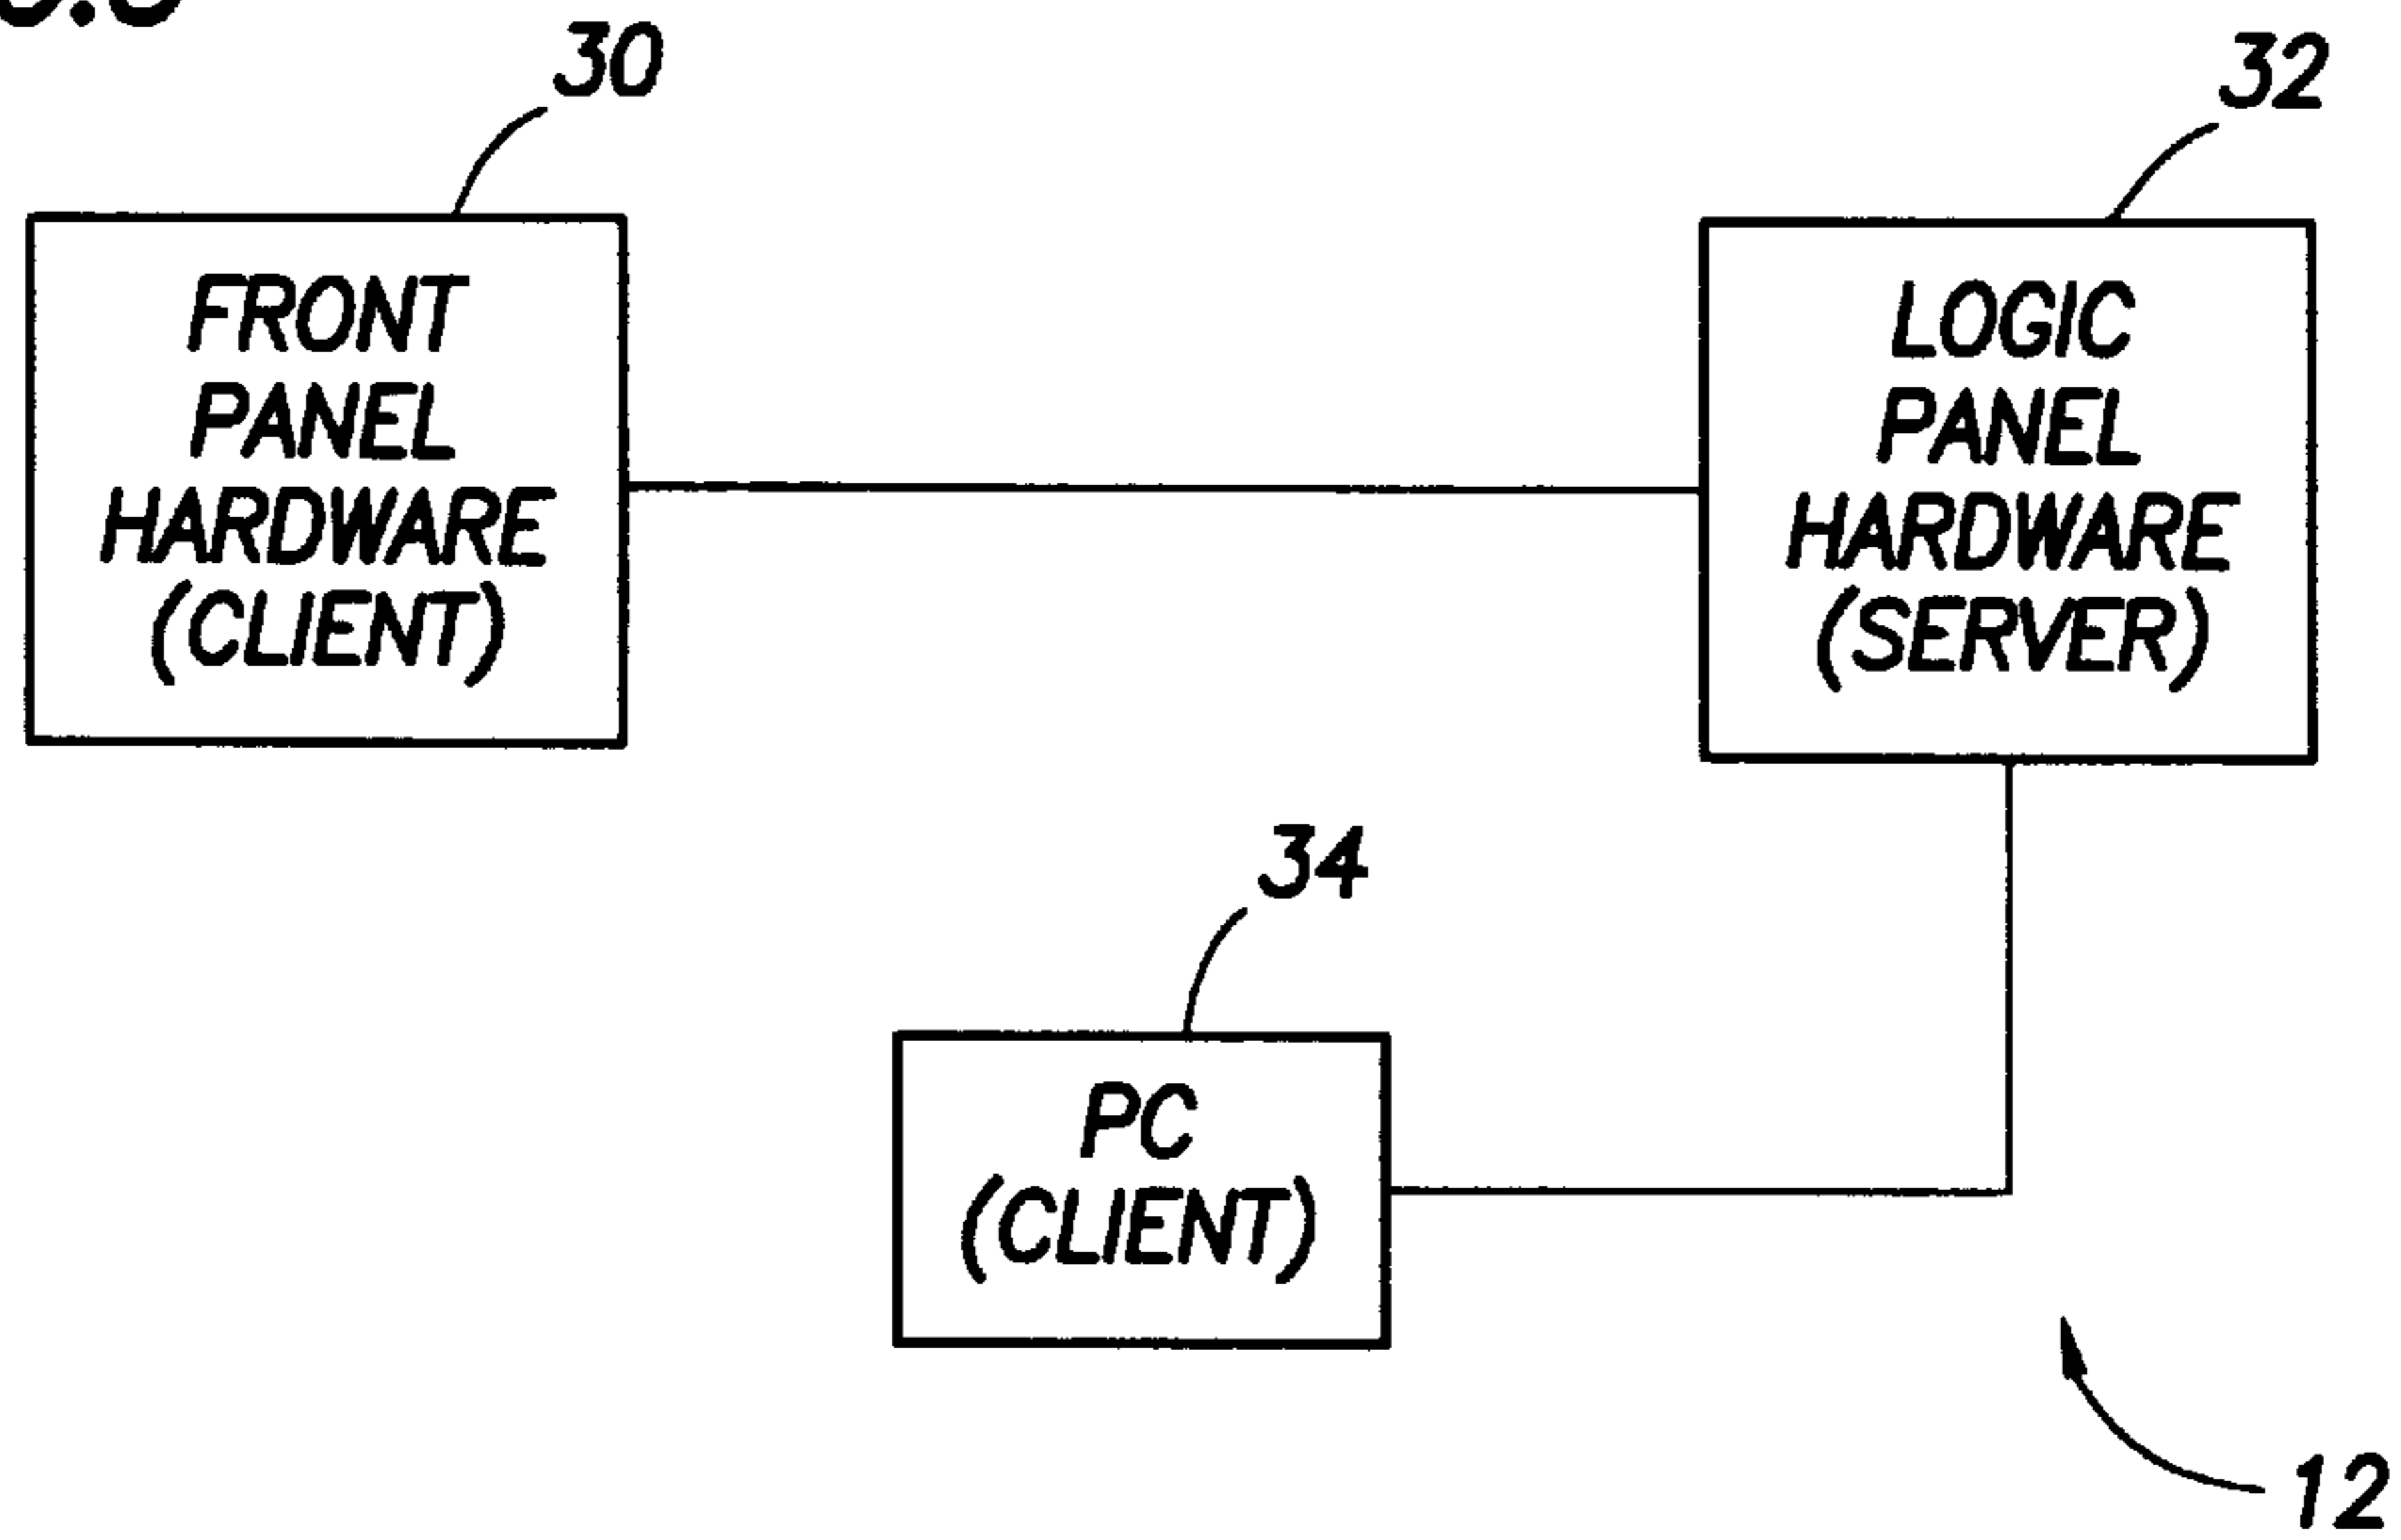 30
32
FRONT
PANEL
HARDWARE
(CLIENT)
LOGIC
PANEL
HARDWARE
(SERVER)
34
PC
(CLIENT)
12